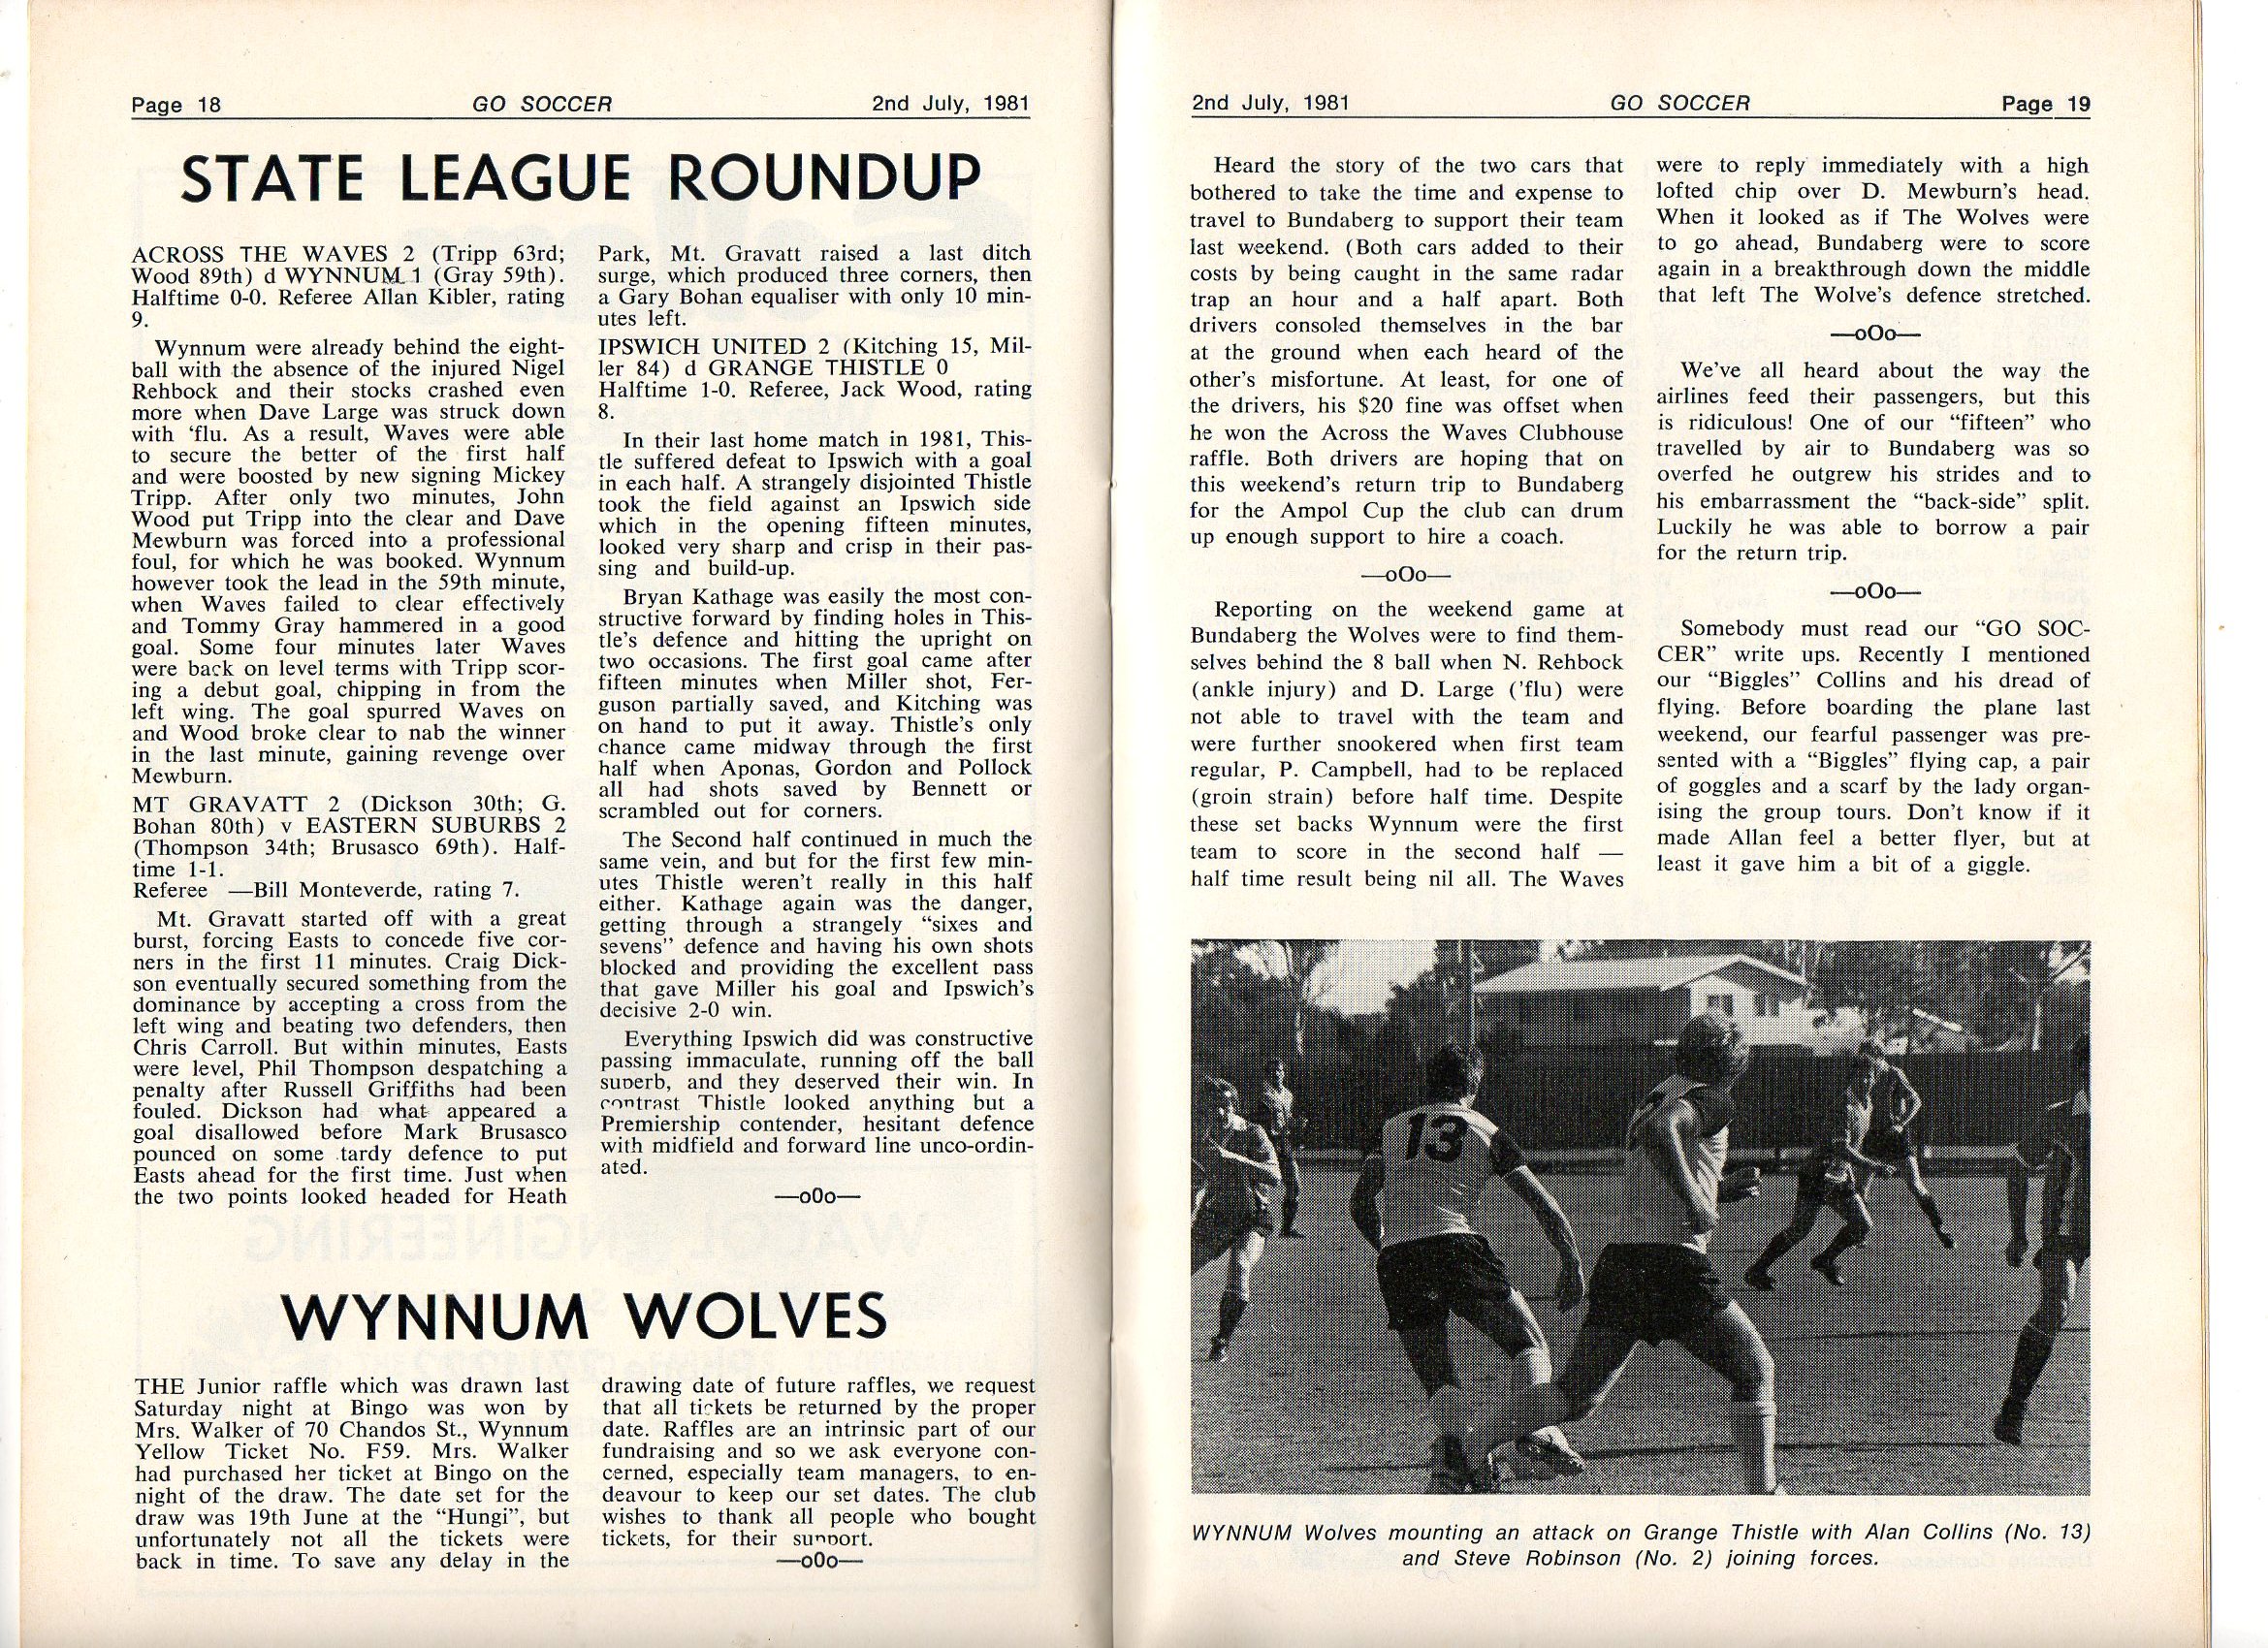 Page 18 GO SOCCER 2nd July, 1981
STATE LEAGUE ROUNDUP
ACROSS THE WAVES 2 (Tripp 63rd;
Wood 89th) d WYNNUM 1 (Gray 59th).
Halftime 0-0. Referee Allan Kibler, rating
9.
Wynnum were already behind the eight-
ball with the absence of the injured Nigel
Rehbock and their stocks crashed even
more when Dave Large was struck down
with ‘flu. As a result, Waves were able
to secure the better of the first half
and were boosted by new signing Mickey
Tripp. After only two minutes, John
Wood put Tripp into the clear and Dave
Mewburn was forced into a professional
foul, for which he was booked. Wynnum
however took the lead in the 59th minute,
when Waves failed to clear effectively
and Tommy Gray hammered in a good
goal. Some four minutes later Waves
were back on level terms with Tripp scor-
ing a debut goal, chipping in from the
left wing. The goal spurred Waves on
and Wood broke clear to nab the winner
in the last minute, gaining revenge over
Mewburn.
MT GRAVATT 2 (Dickson 30th; G.
Bohan 80th) v EASTERN SUBURBS 2
(Thompson 34th; Brusasco 69th). Half-
time 1-1.
Referee —Bill Monteverde, rating 7.
Mt. Gravatt started off with a great
burst, forcing Easts to concede five cor-
ners in the first 11 minutes. Craig Dick-
son eventually secured something from the
dominance by accepting a cross from the
left wing and beating two defenders, then
Chris Carroll. But within minutes, Easts
were level, Phil Thompson despatching a
penalty after Russell Griffiths had been
fouled. Dickson had what appeared a
goal disallowed before Mark Brusasco
pounced on some tardy defence to put
Easts ahead for the first time. Just when
the two points looked headed for Heath
Park, Mt. Gravatt raised a last ditch
surge, which produced three corners, then
a Gary Bohan equaliser with only 10 min-
utes left.
IPSWICH UNITED 2 (Kitching 15, Mil-
ler 84) d GRANGE THISTLE 0
Halftime 1-0. Referee, Jack Wood, rating
8.
In their last home match in 1981, This-
tle suffered defeat to Ipswich with a goal
in each half. A strangely disjointed Thistle
took the field against an Ipswich side
which in the opening fifteen minutes,
looked very sharp and crisp in their pas-
sing and build-up.
Bryan Kathage was easily the most con-
structive forward by finding holes in This-
tle's defence and hitting the upright on
two occasions. The first goal came after
fifteen minutes when Miller shot, Fer-
guson partially saved, and Kitching was
on hand to put it away. Thistle's only
chance came midway through the first
half when Aponas, Gordon and Pollock
all had shots saved by Bennett or
scrambled out for corners.
The Second half continued in much the
same vein, and but for the first few min-
utes Thistle weren't really in this half
either. Kathage again was the danger,
getting through a strangely “sixes and
sevens” defence and having his own shots
blocked and providing the excellent pass
that gave Miller his goal and Ipswich's
decisive 2-0 win.
Everything Ipswich did was constructive
passing immaculate, running off the ball
superb, and they deserved their win. In
contrast Thistle looked anything but a
Premiership contender, hesitant defence
with midfield and forward line unco-ordin-
ated.
—oOo—
WYNNUM WOLVES
THE Junior raffle which was drawn last
Saturday night at Bingo was won by
Mrs. Walker of 70 Chandos St., Wynnum
Yellow Ticket No. F59. Mrs. Walker
had purchased her ticket at Bingo on the
night of the draw. The date set for the
draw was 19th June at the “Hungi”, but
unfortunately not all the tickets were
back in time. To save any delay in the
drawing date of future raffles, we request
that all tickets be returned by the proper
date. Raffles are an intrinsic part of our
fundraising and so we ask everyone con-
cerned, especially team managers, to en-
deavour to keep our set dates. The club
wishes to thank all people who bought
tickets, for their support.
—oOo—
2nd July, 1981 GO SOCCER Page 19
Heard the story of the two cars that
bothered to take the time and expense to
travel to Bundaberg to support their team
last weekend. (Both cars added to their
costs by being caught in the same radar
trap an hour and a half apart. Both
drivers consoled themselves in the bar
at the ground when each heard of the
other's misfortune. At least, for one of
the drivers, his $20 fine was offset when
he won the Across the Waves Clubhouse
raffle. Both drivers are hoping that on
this weekend's return trip to Bundaberg
for the Ampol Cup the club can drum
up enough support to hire a coach.
—oOo—
Reporting on the weekend game at
Bundaberg the Wolves were to find them-
selves behind the 8 ball when N. Rehbock
(ankle injury) and D. Large ('flu) were
not able to travel with the team and
were further snookered when first team
regular, P. Campbell, had to be replaced
(groin strain) before half time. Despite
these set backs Wynnum were the first
team to score in the second half —
half time result being nil all. The Waves
were to reply immediately with a high
lofted chip over D. Mewburn's head.
When it looked as if The Wolves were
to go ahead, Bundaberg were to score
again in a breakthrough down the middle
that left The Wolve's defence stretched.
—oOo—
We've all heard about the way the
airlines feed their passengers, but this
is ridiculous! One of our “fifteen” who
travelled by air to Bundaberg was so
overfed he outgrew his strides and to
his embarrassment the “back-side” split.
Luckily he was able to borrow a pair
for the return trip.
—oOo—
Somebody must read our “GO SOC-
CER” write ups. Recently I mentioned
our “Biggles” Collins and his dread of
flying. Before boarding the plane last
weekend, our fearful passenger was pre-
sented with a “Biggles” flying cap, a pair
of goggles and a scarf by the lady organ-
ising the group tours. Don't know if it
made Allan feel a better flyer, but at
least it gave him a bit of a giggle.
13
WYNNUM Wolves mounting an attack on Grange Thistle with Alan Collins (No. 13)
and Steve Robinson (No. 2) joining forces.